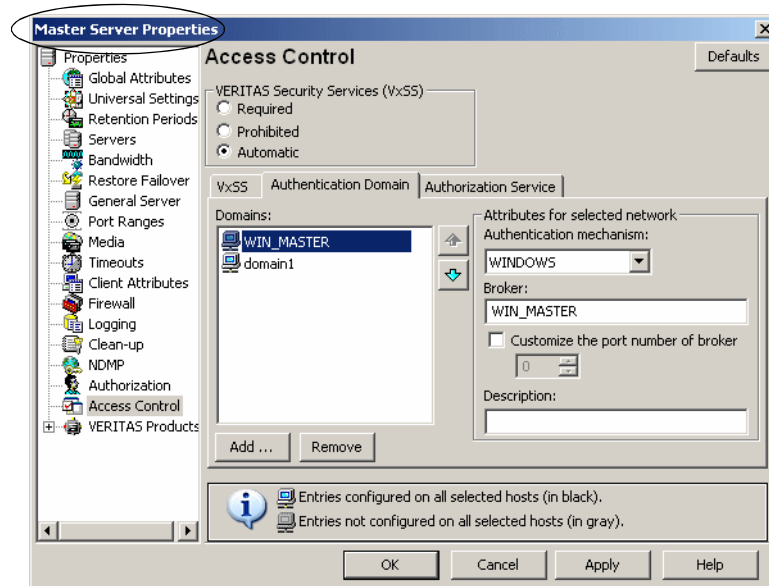 Master Server Properties
Properties
Global Attributes
Universal Settings
Retention Periods
Servers
Bandwidth
Restore Failover
General Server
Port Ranges
Media
Timeouts
Client Attributes
Firewall
Logging
Clean-up
NDMP
Authorization
Access Control
VERITAS Products
Access Control
Defaults
VERITAS Security Services (VxSS)
Required
Prohibited
Automatic
VxSS Authentication Domain Authorization Service
Domains:
WIN_MASTER
domain1
Add ... Remove
Attributes for selected network
Authentication mechanism:
WINDOWS
Broker:
WIN_MASTER
Customize the port number of broker
0
Description:
Entries configured on all selected hosts (in black).
Entries not configured on all selected hosts (in gray).
OK Cancel Apply Help